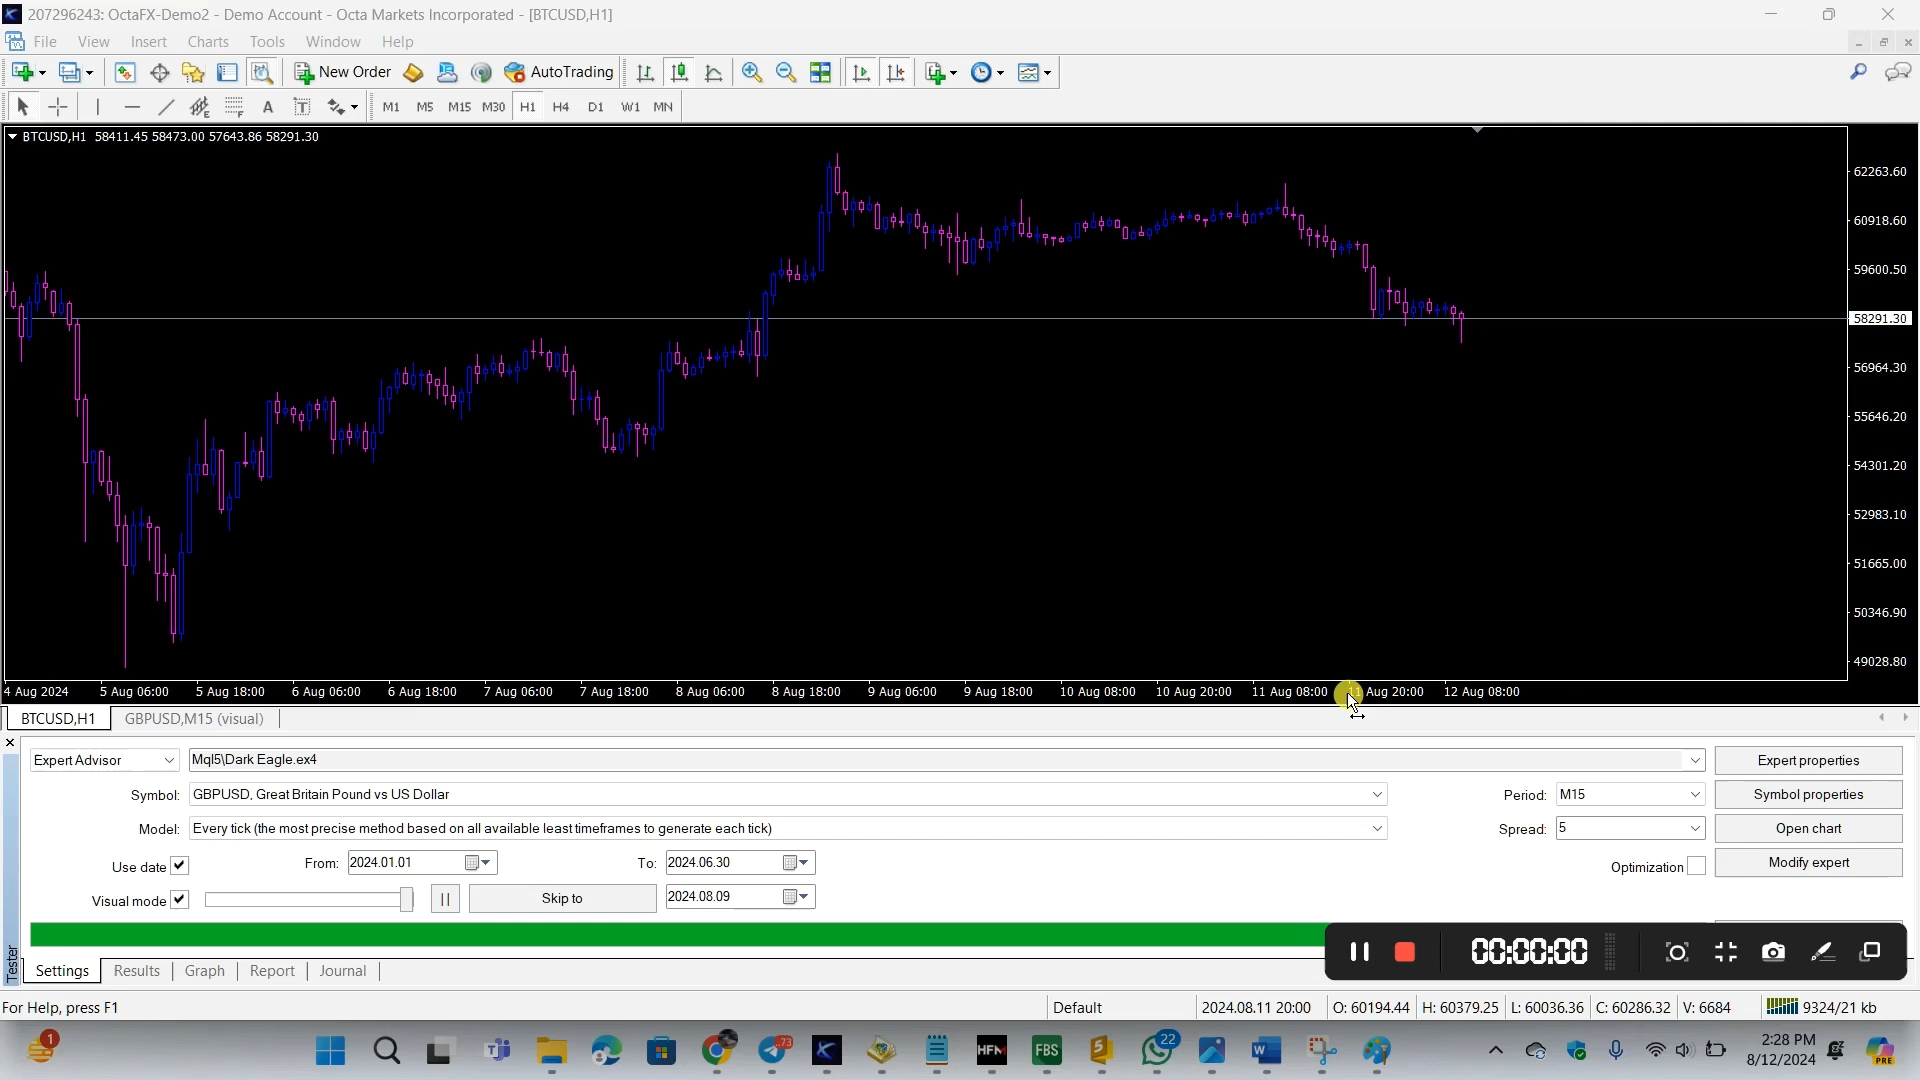 207296243: OctaFX-Demo2 - Demo Account - Octa Markets Incorporated - [BTCUSD,H1]
File View Insert Charts Tools Window Help
New Order AutoTrading
A T M1 M5 M15 M30 H1 H4 D1 W1 MN
BTCUSD,H1 58411.45 58473.00 57643.86 58291.30
62263.60
60918.60
59600.50
58291.30
56964.30
55646.20
54301.20
52983.10
51665.00
50346.90
49028.80
4 Aug 2024 5 Aug 06:00 5 Aug 18:00 6 Aug 06:00 6 Aug 18:00 7 Aug 06:00 7 Aug 18:00 8 Aug 06:00 8 Aug 18:00 9 Aug 06:00 9 Aug 18:00 10 Aug 08:00 10 Aug 20:00 11 Aug 08:00 11 Aug 20:00 12 Aug 08:00
BTCUSD,H1 GBPUSD,M15 (visual)
Expert Advisor Mql5\Dark Eagle.ex4 Expert properties
Symbol: GBPUSD, Great Britain Pound vs US Dollar Period: M15 Symbol properties
Model: Every tick (the most precise method based on all available least timeframes to generate each tick) Spread: 5 Open chart
Use date From: 2024.01.01 To: 2024.06.30 Optimization Modify expert
Visual mode Skip to 2024.08.09
00:00:00
Tester
Settings Results Graph Report Journal
For Help, press F1 Default 2024.08.11 20:00 O: 60194.44 H: 60379.25 L: 60036.36 C: 60286.32 V: 6684 9324/21 kb
1 73 HFM FBS 5 22 W PRE
2:28 PM
8/12/2024